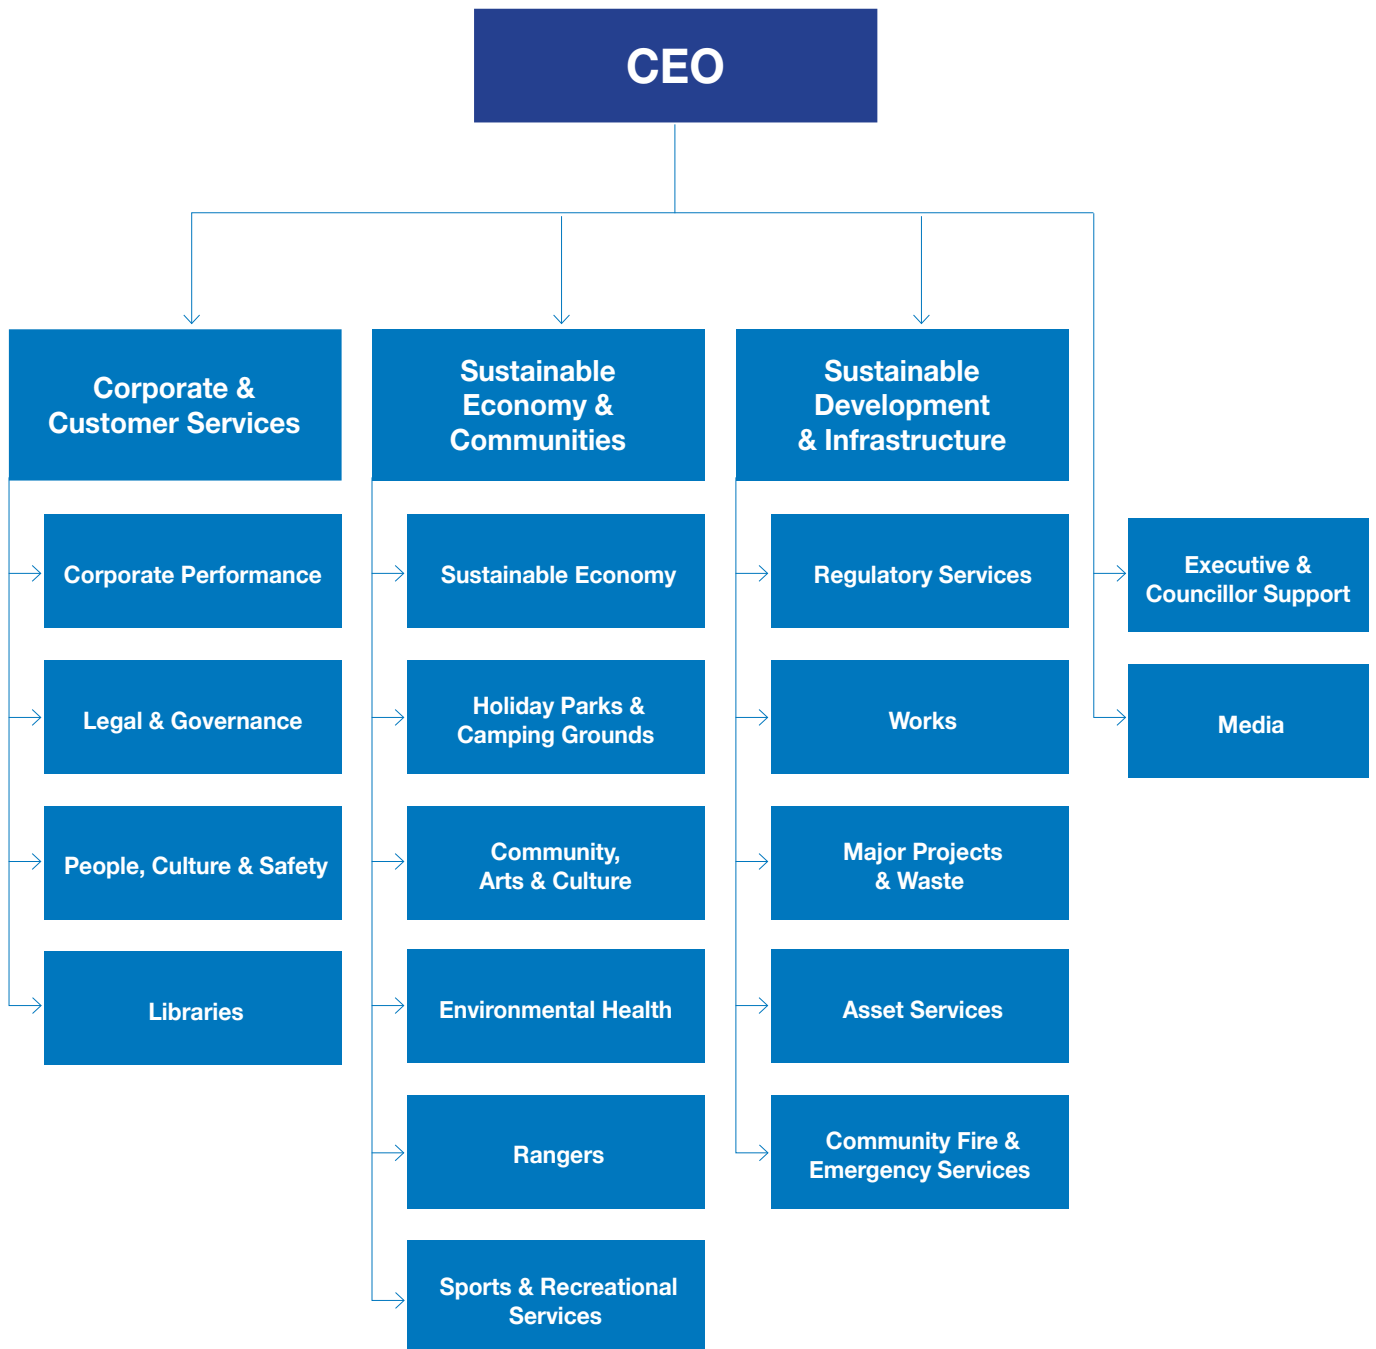 CEO
Corporate &
Customer Services
Corporate Performance
Legal & Governance
People, Culture & Safety
Libraries
Sustainable
Economy &
Communities
Sustainable Economy
Holiday Parks &
Camping Grounds
Community,
Arts & Culture
Environmental Health
Rangers
Sports & Recreational
Services
Sustainable
Development
& Infrastructure
Regulatory Services
Works
Major Projects
& Waste
Asset Services
Community Fire &
Emergency Services
Executive &
Councillor Support
Media